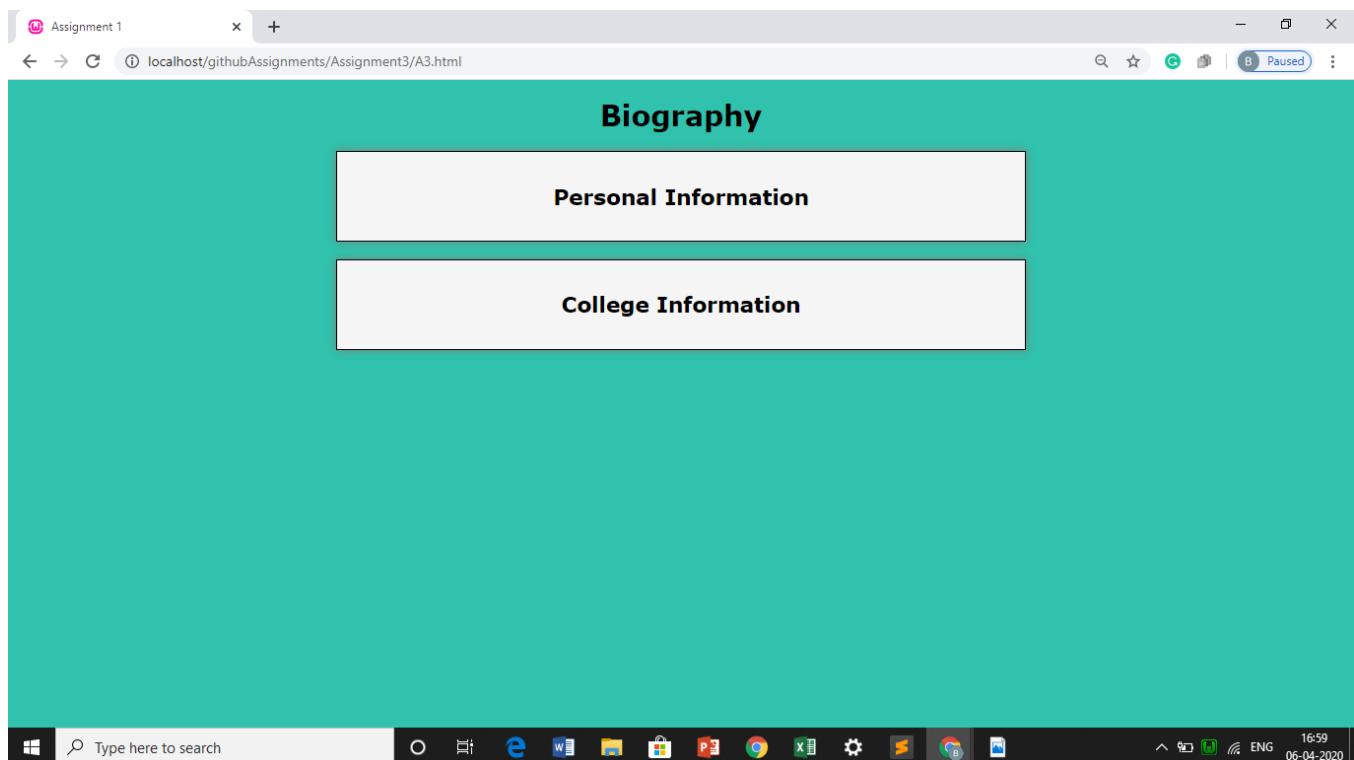 Assignment 1
localhost/githubAssignments/Assignment3/A3.html
B Paused
Biography
Personal Information
College Information
Type here to search
ENG
16:59
06-04-2020